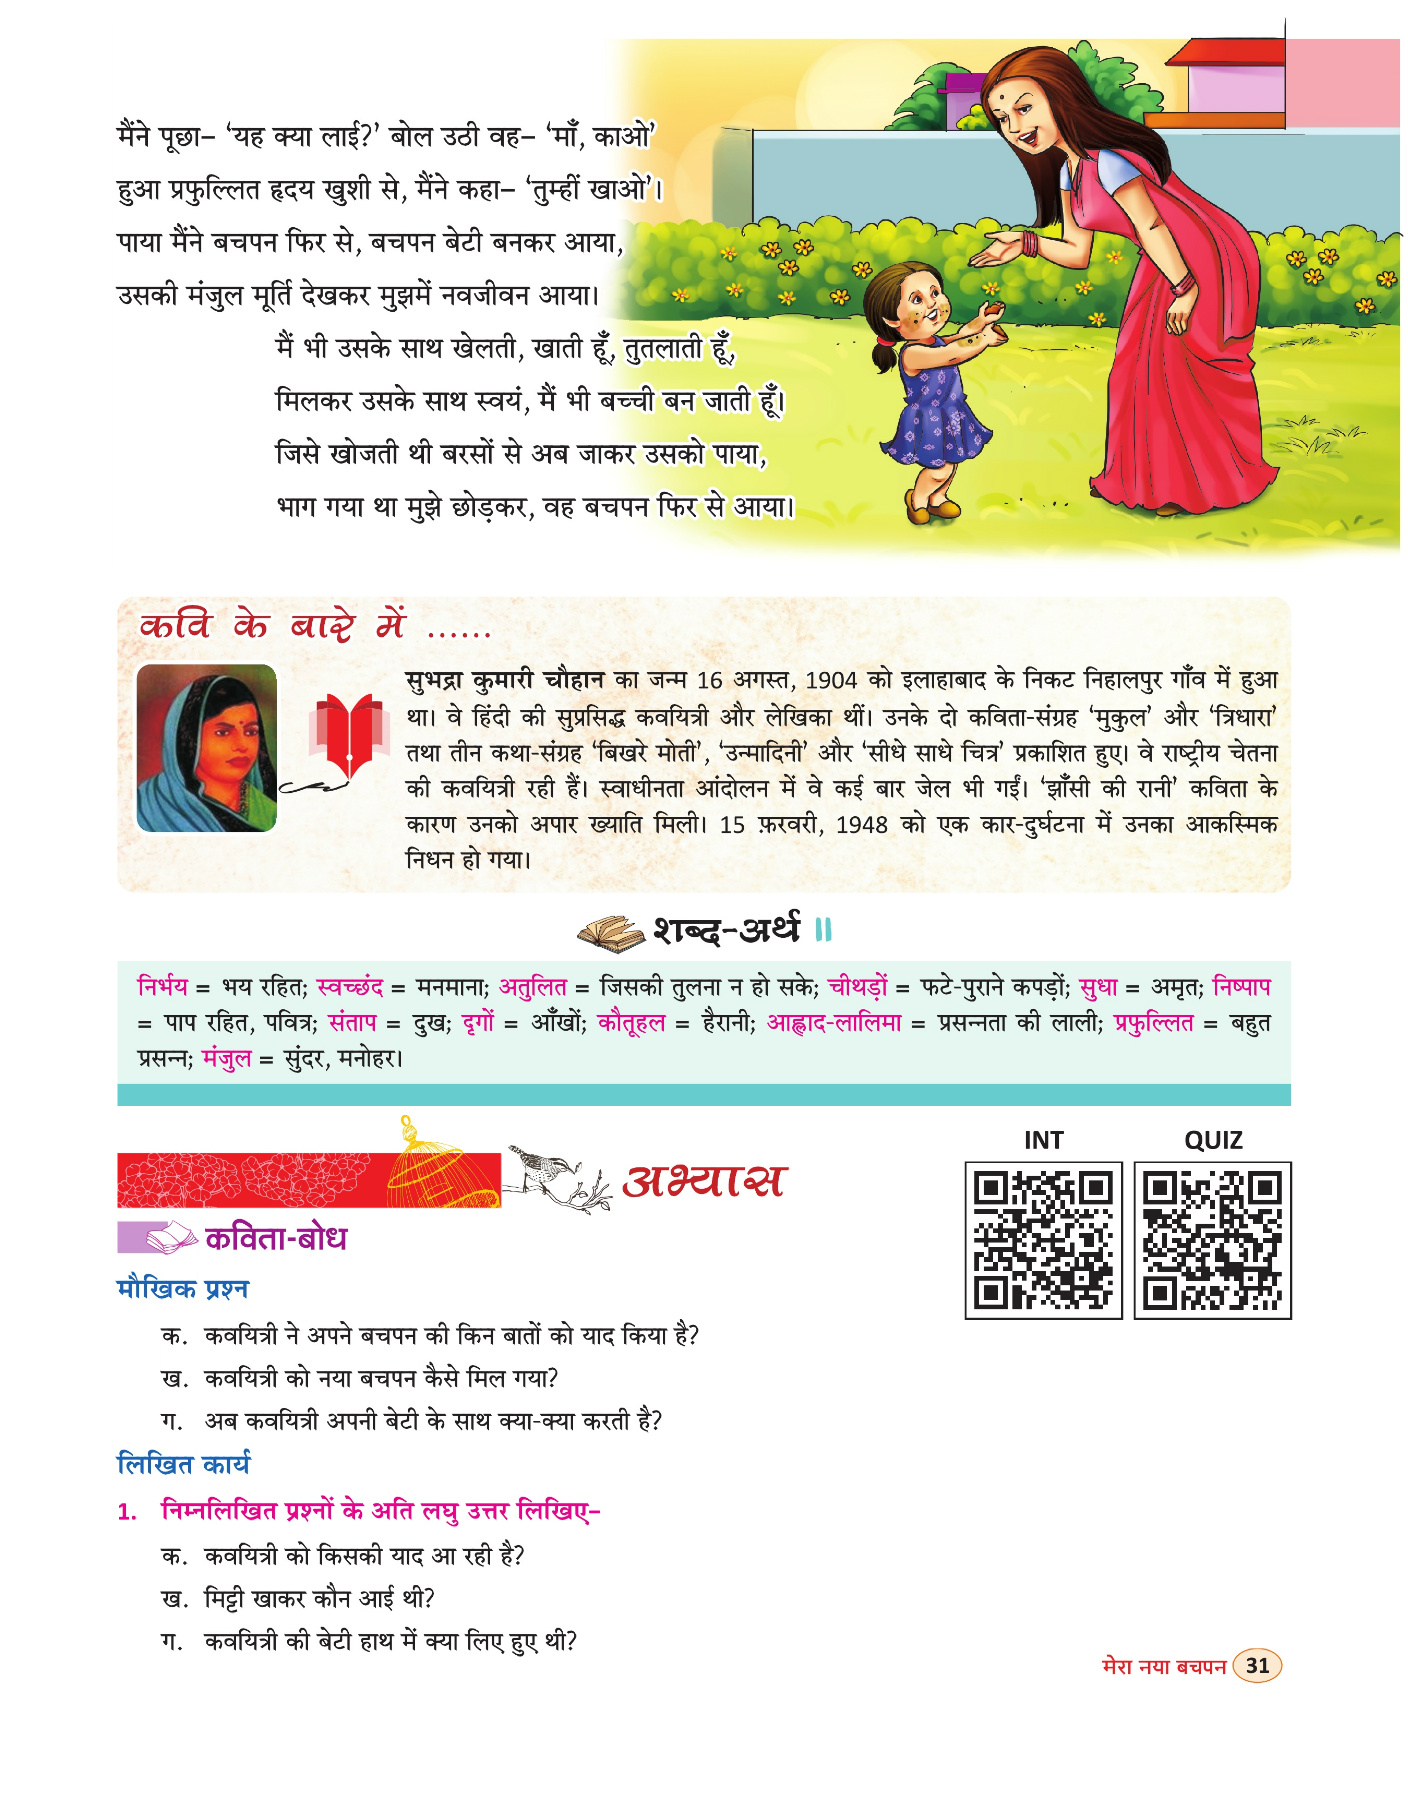 मैंने पूछा– ‘यह क्या लाई?’ बोल उठी वह– ‘माँ, काओ’
हुआ प्रफुल्लित हृदय खुशी से, मैंने कहा– ‘तुम्हीं खाओ’।
पाया मैंने बचपन फिर से, बचपन बेटी बनकर आया,
उसकी मंजुल मूर्ति देखकर मुझमें नवजीवन आया।
मैं भी उसके साथ खेलती, खाती हूँ, तुतलाती हूँ,
मिलकर उसके साथ स्वयं, मैं भी बच्ची बन जाती हूँ।
जिसे खोजती थी बरसों से अब जाकर उसको पाया,
भाग गया था मुझे छोड़कर, वह बचपन फिर से आया।
कवि के बारे में ......
सुभद्रा कुमारी चौहान का जन्म 16 अगस्त, 1904 को इलाहाबाद के निकट निहालपुर गाँव में हुआ
था। वे हिंदी की सुप्रसिद्ध कवयित्री और लेखिका थीं। उनके दो कविता-संग्रह ‘मुकुल’ और ‘त्रिधारा’
तथा तीन कथा-संग्रह ‘बिखरे मोती’, ‘उन्मादिनी’ और ‘सीधे साधे चित्र’ प्रकाशित हुए। वे राष्ट्रीय चेतना
की कवयित्री रही हैं। स्वाधीनता आंदोलन में वे कई बार जेल भी गईं। ‘झाँसी की रानी’ कविता के
कारण उनको अपार ख्याति मिली। 15 फ़रवरी, 1948 को एक कार-दुर्घटना में उनका आकस्मिक
निधन हो गया।
शब्द-अर्थ
निर्भय = भय रहित; स्वच्छंद = मनमाना; अतुलित = जिसकी तुलना न हो सके; चीथड़ों = फटे-पुराने कपड़ों; सुधा = अमृत; निष्पाप
= पाप रहित, पवित्र; संताप = दुख; दृगों = आँखों; कौतूहल = हैरानी; आह्लाद-लालिमा = प्रसन्नता की लाली; प्रफुल्लित = बहुत
प्रसन्न; मंजुल = सुंदर, मनोहर।
INT QUIZ
अभ्यास
कविता-बोध
मौखिक प्रश्न
क. कवयित्री ने अपने बचपन की किन बातों को याद किया है?
ख. कवयित्री को नया बचपन कैसे मिल गया?
ग. अब कवयित्री अपनी बेटी के साथ क्या-क्या करती है?
लिखित कार्य
1. निम्नलिखित प्रश्नों के अति लघु उत्तर लिखिए–
क. कवयित्री को किसकी याद आ रही है?
ख. मिट्टी खाकर कौन आई थी?
ग. कवयित्री की बेटी हाथ में क्या लिए हुए थी?
मेरा नया बचपन 31